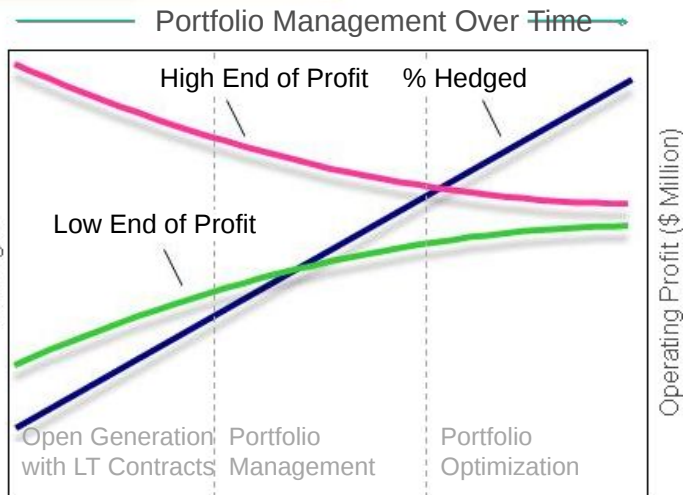 Portfolio Management Over Time
High End of Profit
% Hedged
Low End of Profit
Operating Profit ($ Million)
Open Generation
with LT Contracts
Portfolio
Management
Portfolio
Optimization